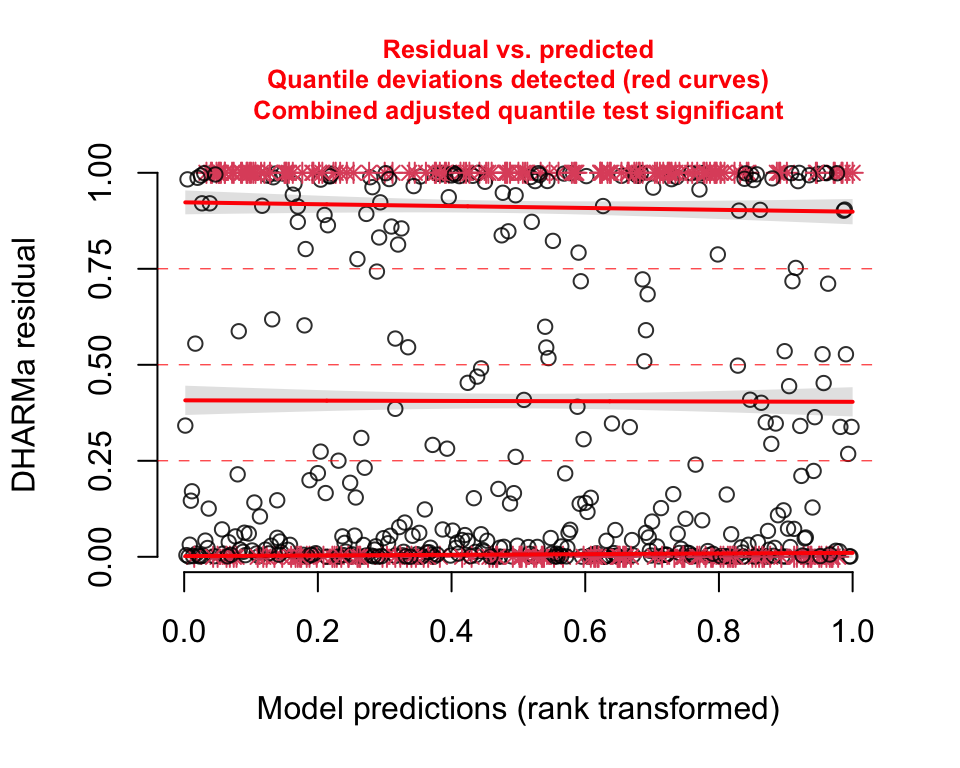 Residual vs. predicted
Quantile deviations detected (red curves)
Combined adjusted quantile test significant
DHARMa residual
1.00
0.75
0.50
0.25
0.00
0.0 0.2 0.4 0.6 0.8 1.0
Model predictions (rank transformed)